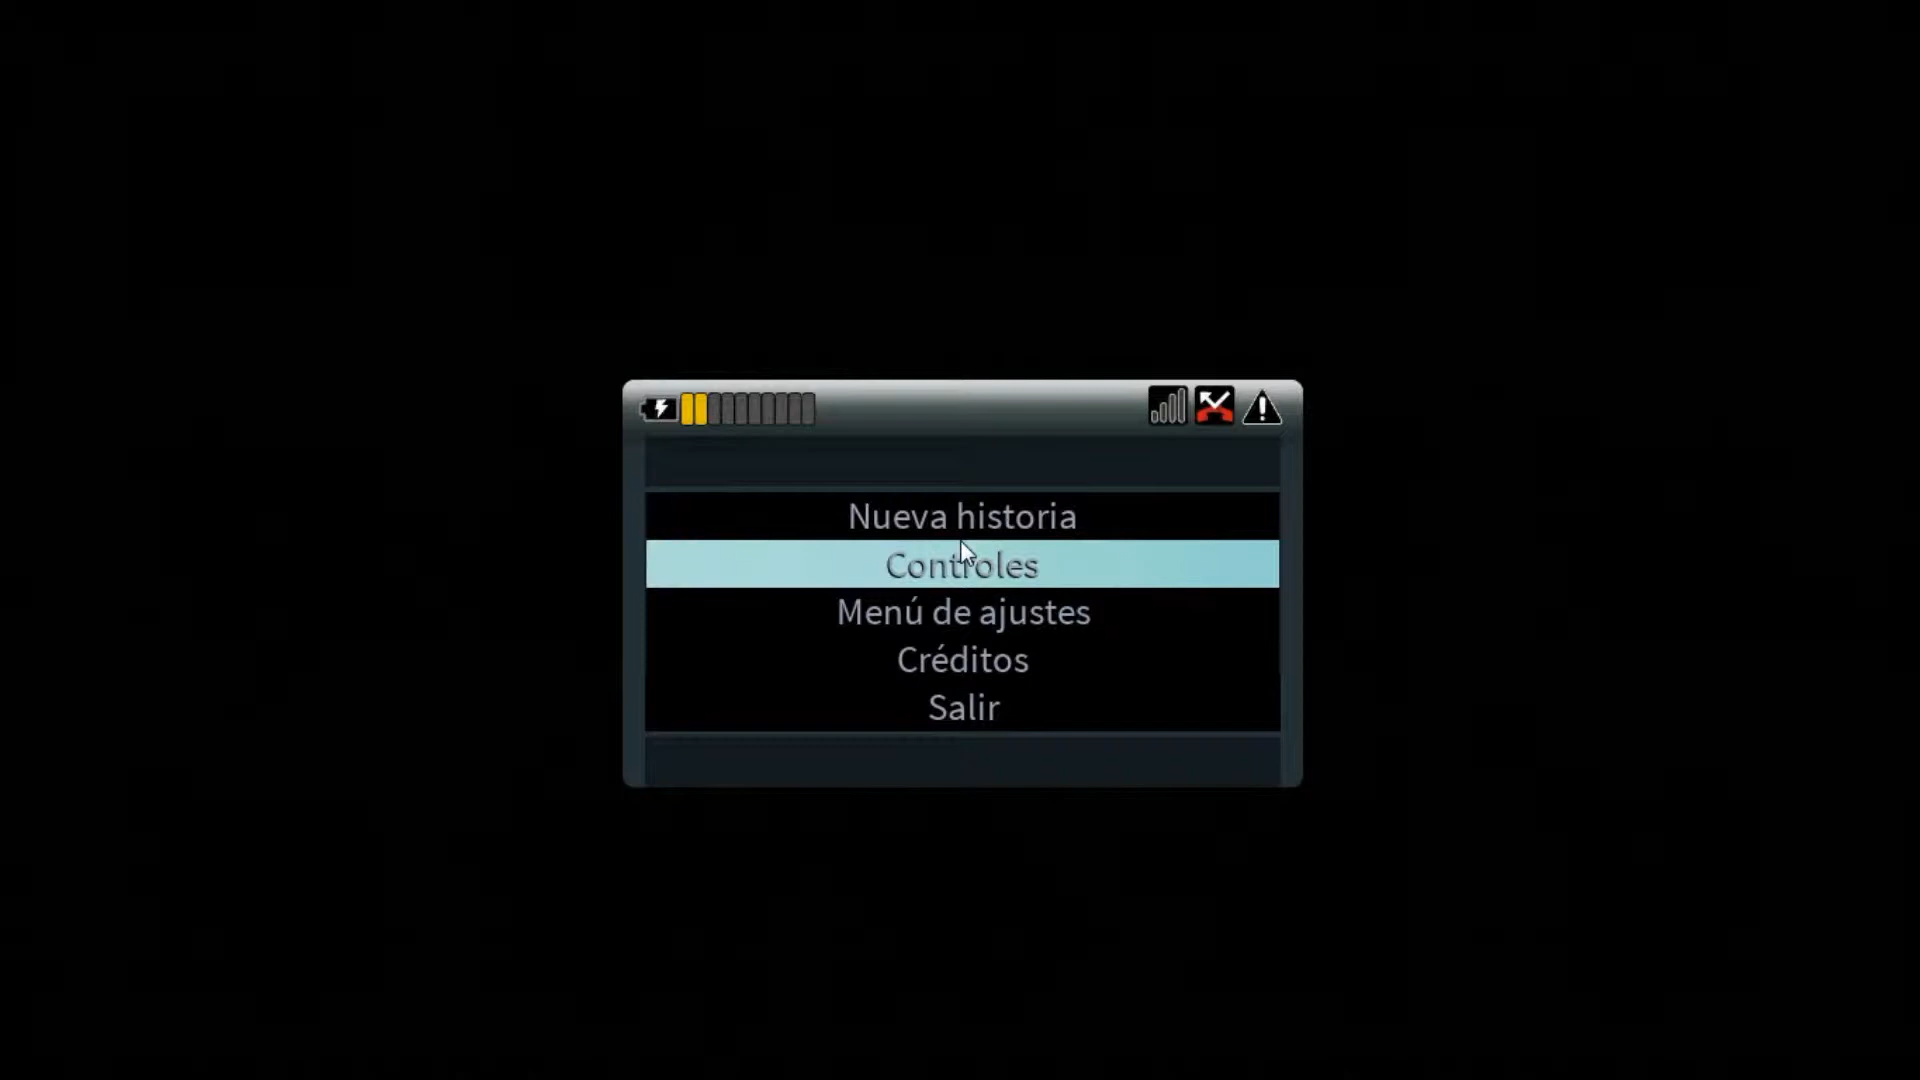 Nueva historia
Controles
Menú de ajustes
Créditos
Salir